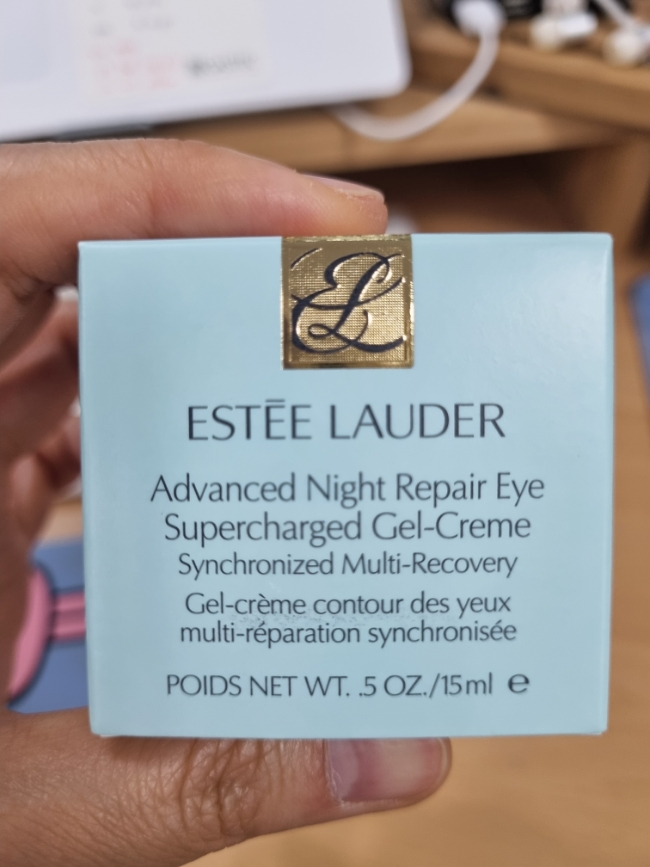 EL
ESTĒE LAUDER
Advanced Night Repair Eye
Supercharged Gel-Creme
Synchronized Multi-Recovery
Gel-crème contour des yeux
multi-réparation synchronisée
POIDS NET WT. .5 OZ./15ml ℮